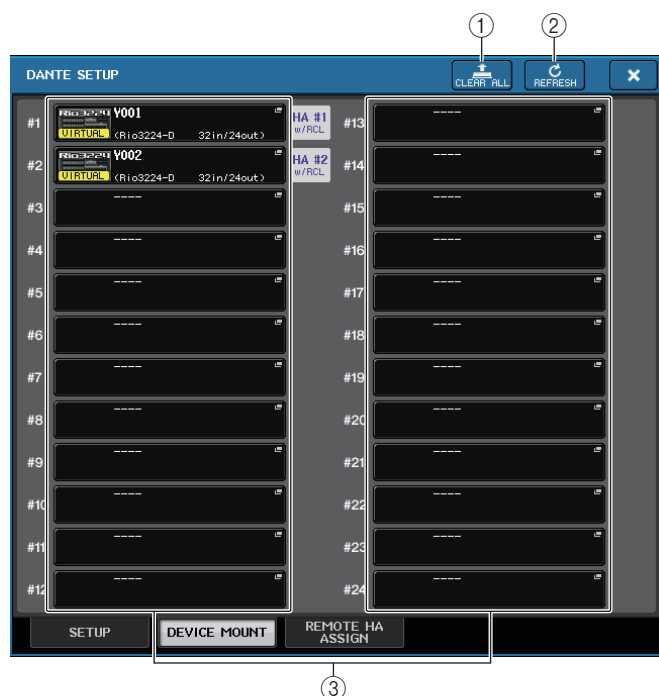 ① ②
DANTE SETUP CLEAR ALL REFRESH ×
#1 Rio3224 Y001 HA #1 #13 ----
VIRTUAL (Rio3224-D 32in/24out) w/RCL
#2 Rio3224 Y002 HA #2 #14 ----
VIRTUAL (Rio3224-D 32in/24out) w/RCL
#3 ---- #15 ----
#4 ---- #16 ----
#5 ---- #17 ----
#6 ---- #18 ----
#7 ---- #19 ----
#8 ---- #20 ----
#9 ---- #21 ----
#10 ---- #22 ----
#11 ---- #23 ----
#12 ---- #24 ----
SETUP DEVICE MOUNT REMOTE HA
ASSIGN
③